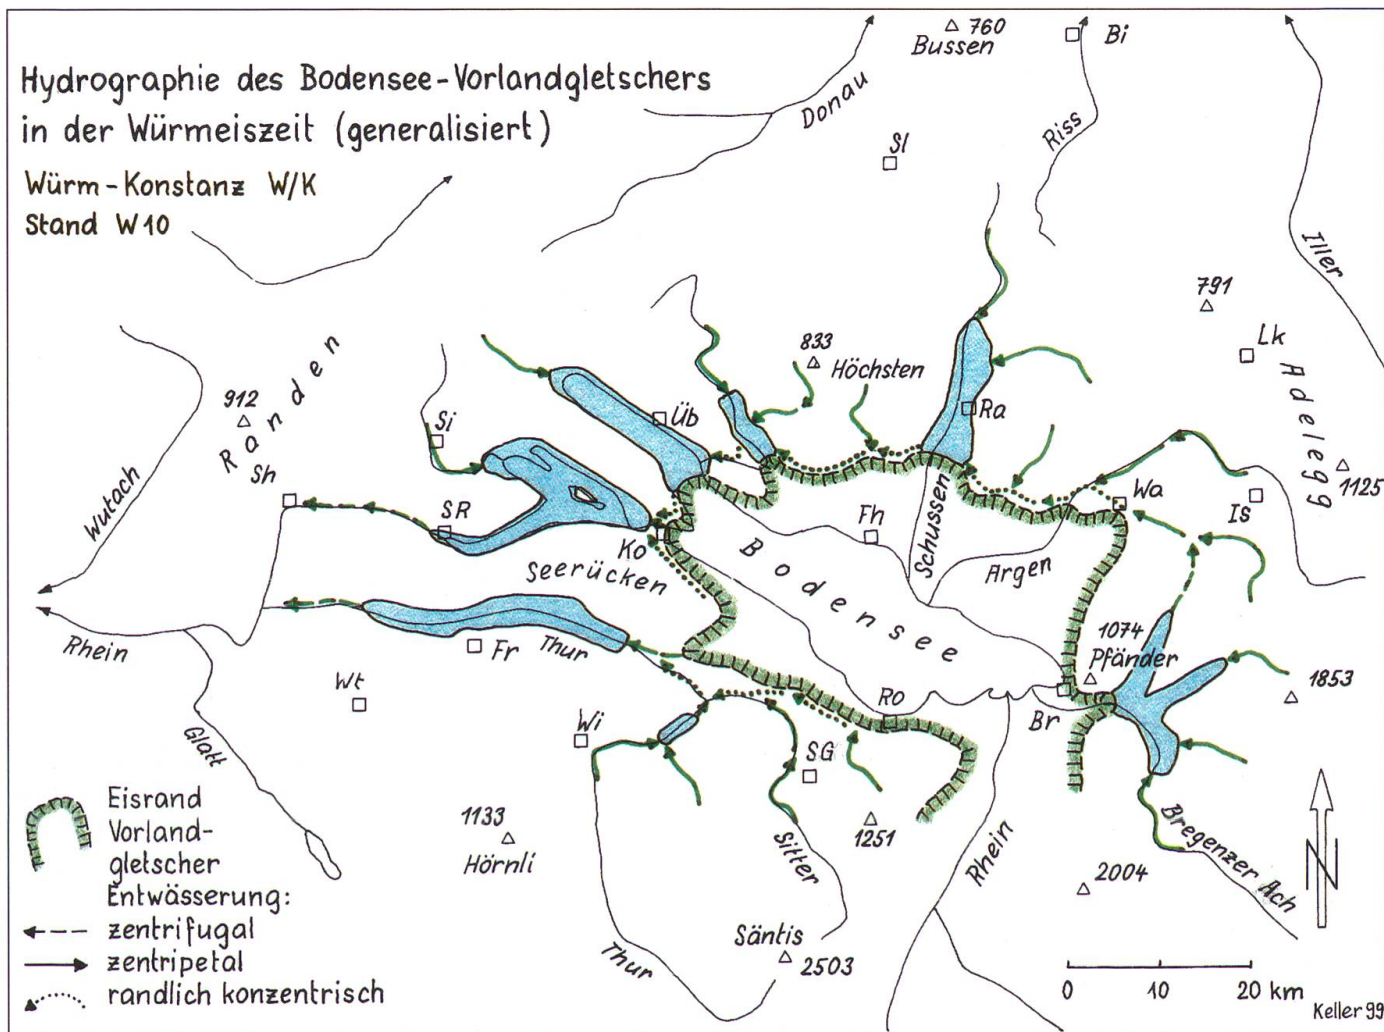 Hydrographie des Bodensee-Vorlandgletschers
in der Würmeiszeit (generalisiert)
Würm-Konstanz W/K
Stand W10
760
Bussen
Bi
Donau
Riss
Sl
Iller
791
Lk
Adelegg
1125
833
Höchsten
912
Randen
Si
Üb
Ra
Sh
Wutach
SR
Ko
Seerücken
Fh
Schussen
Argen
Wa
Is
Bodensee
Rhein
Fr
Thur
1074
Pfänder
1853
Wt
Glatt
Wi
Ro
Br
SG
1251
Sitter
1133
Hörnli
Rhein
Bregenzer Ach
2004
Thur
Säntis
2503
N
Eisrand
Vorland-
gletscher
Entwässerung:
zentrifugal
zentripetal
randlich konzentrisch
0 10 20 km
Keller 99